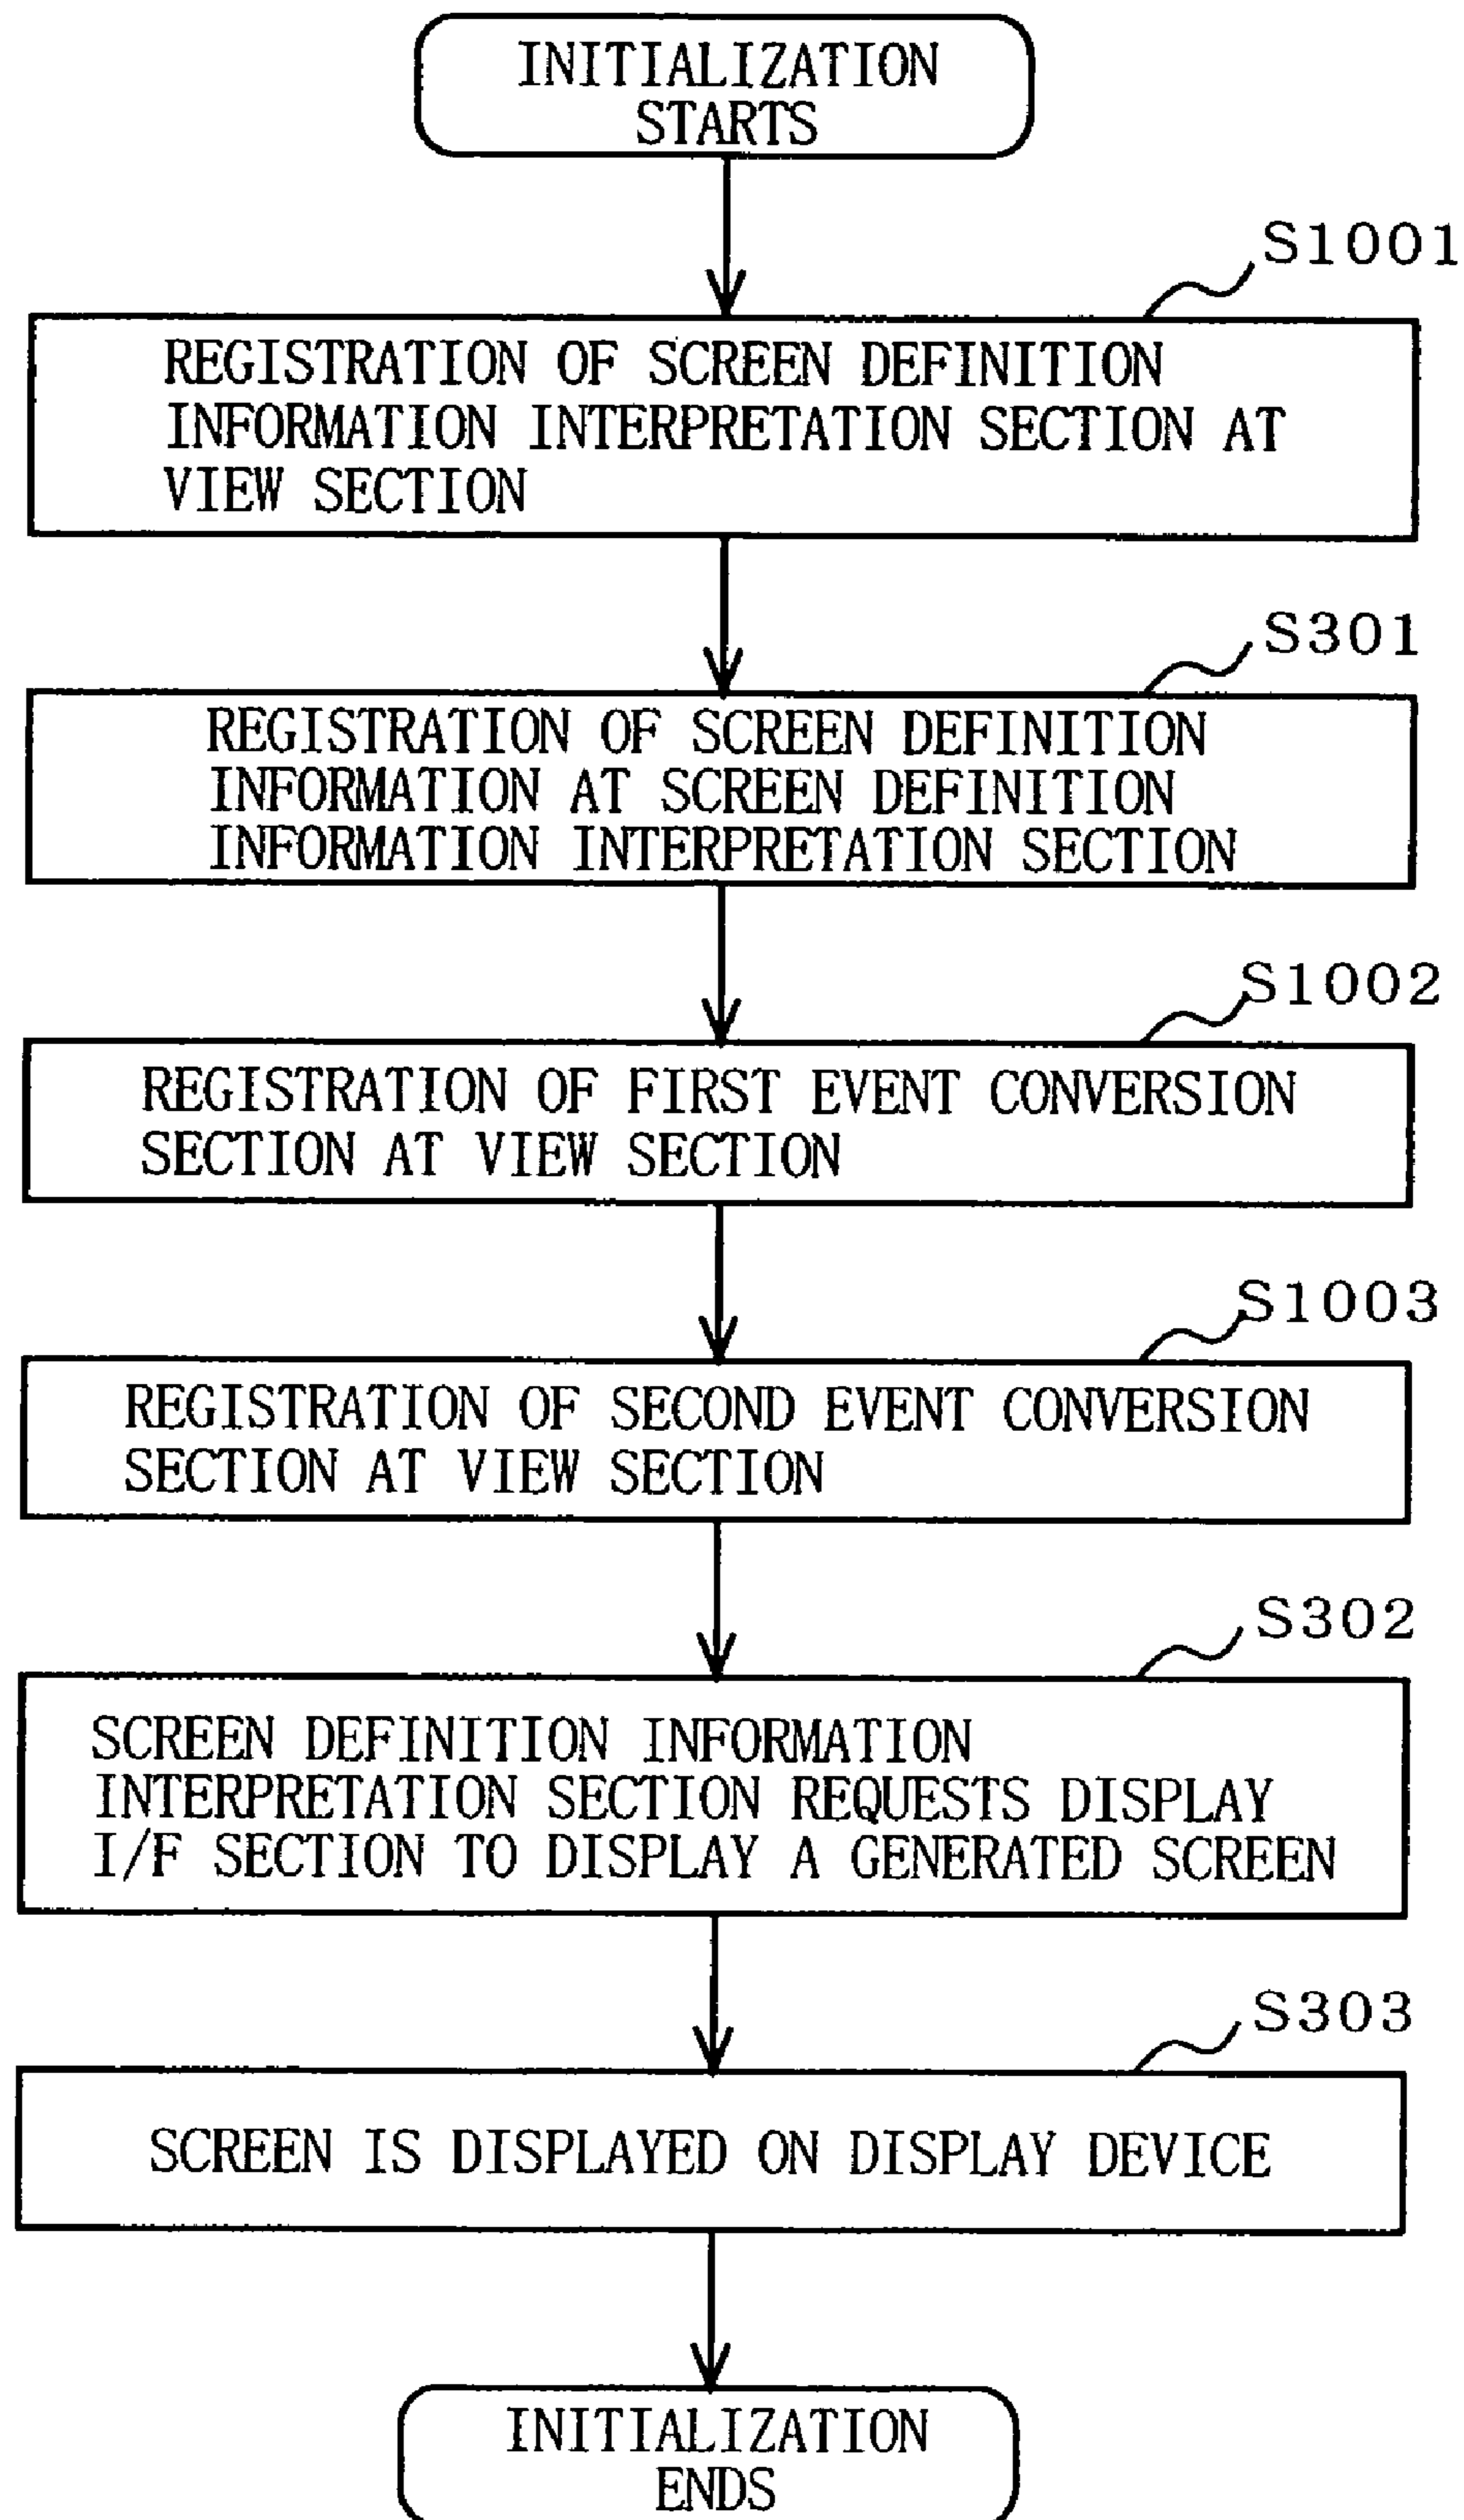 INITIALIZATION
STARTS
S1001
REGISTRATION OF SCREEN DEFINITION
INFORMATION INTERPRETATION SECTION AT
VIEW SECTION
S301
REGISTRATION OF SCREEN DEFINITION
INFORMATION AT SCREEN DEFINITION
INFORMATION INTERPRETATION SECTION
S1002
REGISTRATION OF FIRST EVENT CONVERSION
SECTION AT VIEW SECTION
S1003
REGISTRATION OF SECOND EVENT CONVERSION
SECTION AT VIEW SECTION
S302
SCREEN DEFINITION INFORMATION
INTERPRETATION SECTION REQUESTS DISPLAY
I/F SECTION TO DISPLAY A GENERATED SCREEN
S303
SCREEN IS DISPLAYED ON DISPLAY DEVICE
INITIALIZATION
ENDS